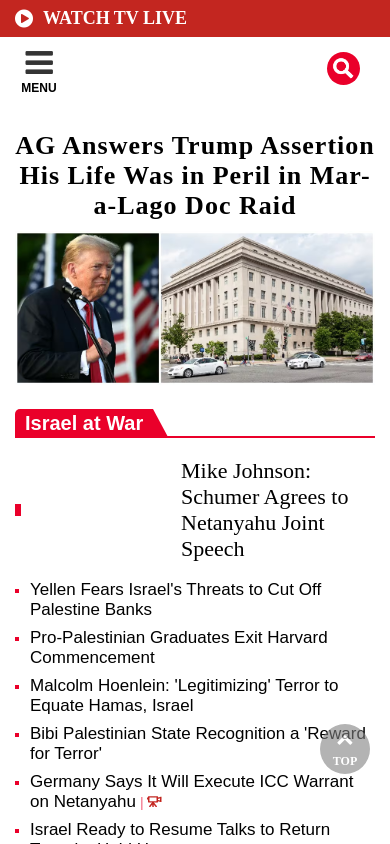 WATCH TV LIVE
MENU
AG Answers Trump Assertion
His Life Was in Peril in Mar-
a-Lago Doc Raid
Israel at War
Mike Johnson:
Schumer Agrees to
Netanyahu Joint
Speech
Yellen Fears Israel's Threats to Cut Off
Palestine Banks
Pro-Palestinian Graduates Exit Harvard
Commencement
Malcolm Hoenlein: 'Legitimizing' Terror to
Equate Hamas, Israel
Bibi Palestinian State Recognition a 'Reward
for Terror'
TOP
Germany Says It Will Execute ICC Warrant
on Netanyahu |
Israel Ready to Resume Talks to Return